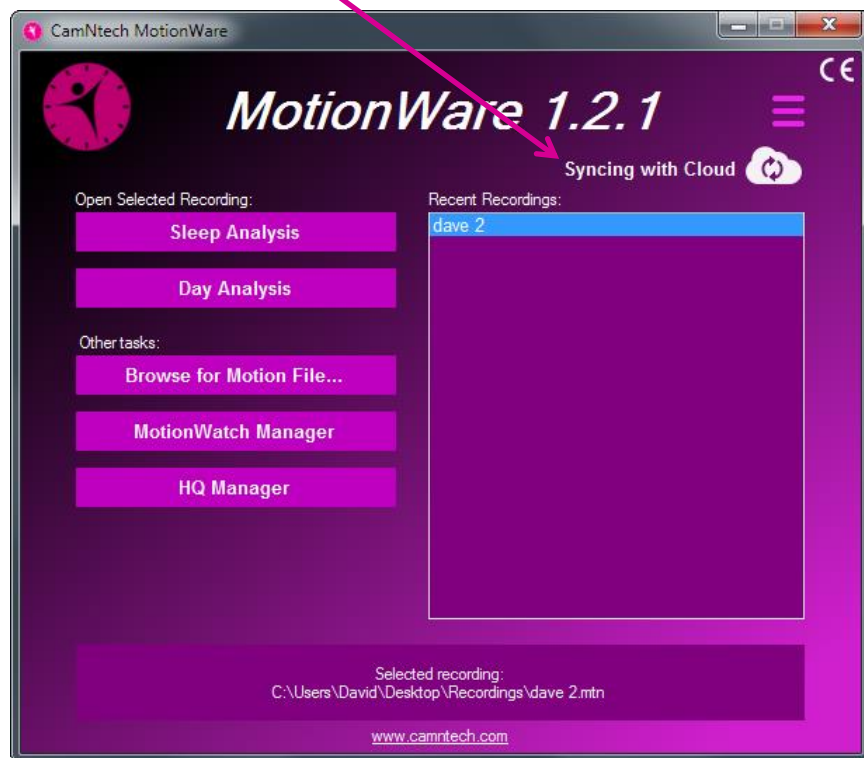 CamNtech MotionWare
CE
MotionWare 1.2.1
Syncing with Cloud
Open Selected Recording:
Sleep Analysis
Day Analysis
Other tasks:
Browse for Motion File...
MotionWatch Manager
HQ Manager
Recent Recordings:
dave 2
Selected recording:
C:\Users\David\Desktop\Recordings\dave 2.mtn
www.camntech.com